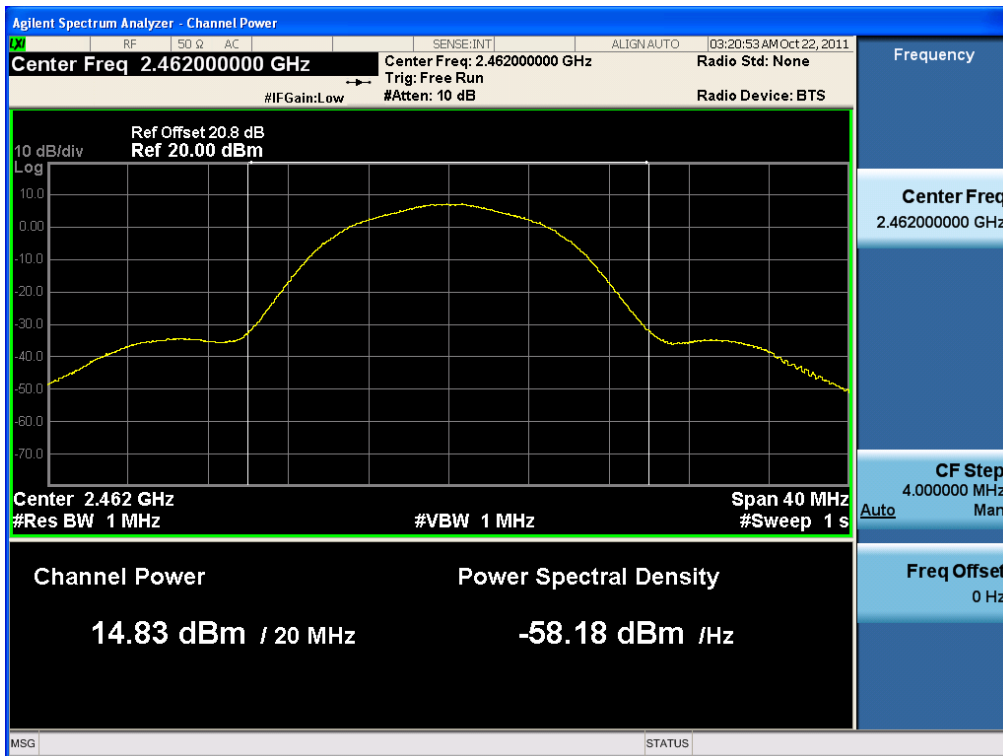 Agilent Spectrum Analyzer - Channel Power
LXI RF 50 Ω AC SENSE:INT ALIGNAUTO 03:20:53 AM Oct 22, 2011
Center Freq 2.462000000 GHz
Center Freq: 2.462000000 GHz
Radio Std: None
Trig: Free Run
#IFGain:Low
#Atten: 10 dB
Radio Device: BTS
Frequency
Ref Offset 20.8 dB
10 dB/div Ref 20.00 dBm
Log
10.0
0.00
-10.0
-20.0
-30.0
-40.0
-50.0
-60.0
-70.0
Center 2.462 GHz Span 40 MHz
#Res BW 1 MHz #VBW 1 MHz #Sweep 1 s
Center Freq
2.462000000 GHz
CF Step
4.000000 MHz
Auto Man
Freq Offset
0 Hz
Channel Power Power Spectral Density
14.83 dBm / 20 MHz -58.18 dBm /Hz
MSG STATUS